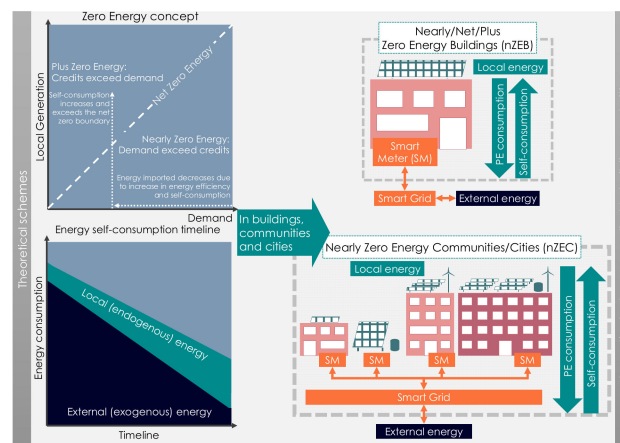 Theoretical schemes
Zero Energy concept
Local Generation
Plus Zero Energy:
Credits exceed demand
Self-consumption
increases and
exceeds the net
zero boundary
Net Zero Energy
Nearly Zero Energy:
Demand exceed credits
Energy imported decreases due
to increase in energy efficiency
and self-consumption
Demand
Energy self-consumption timeline
Energy consumption
Local (endogenous) energy
External (exogenous) energy
Timeline
In buildings,
communities
and cities
Nearly/Net/Plus
Zero Energy Buildings (nZEB)
Local energy
Smart
Meter (SM)
PE consumption
Self-consumption
Smart Grid
External energy
Nearly Zero Energy Communities/Cities (nZEC)
Local energy
SM
SM
SM
SM
Smart Grid
External energy
PE consumption
Self-consumption